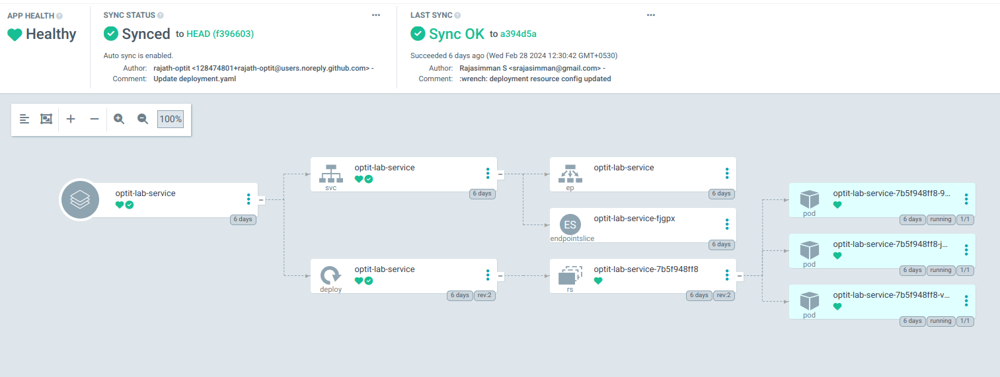 APP HEALTH
Healthy
SYNC STATUS
Synced to HEAD (f396603)
Auto sync is enabled.
Author: rajath-optit <128474801+rajath-optit@users.noreply.github.com> -
Comment: Update deployment.yaml
LAST SYNC
Sync OK to a394d5a
Succeeded 6 days ago (Wed Feb 28 2024 12:30:42 GMT+0530)
Author: Rajasimman S <srajasimman@gmail.com> -
Comment: :wrench: deployment resource config updated
100%
optit-lab-service
6 days
optit-lab-service
svc
6 days
optit-lab-service
deploy
6 days rev:2
optit-lab-service
ep
6 days
ES
optit-lab-service-fjgpx
endpointslice
6 days
optit-lab-service-7b5f948ff8
rs
6 days rev:2
optit-lab-service-7b5f948ff8-9...
pod
6 days running 1/1
optit-lab-service-7b5f948ff8-j...
pod
6 days running 1/1
optit-lab-service-7b5f948ff8-v...
pod
6 days running 1/1